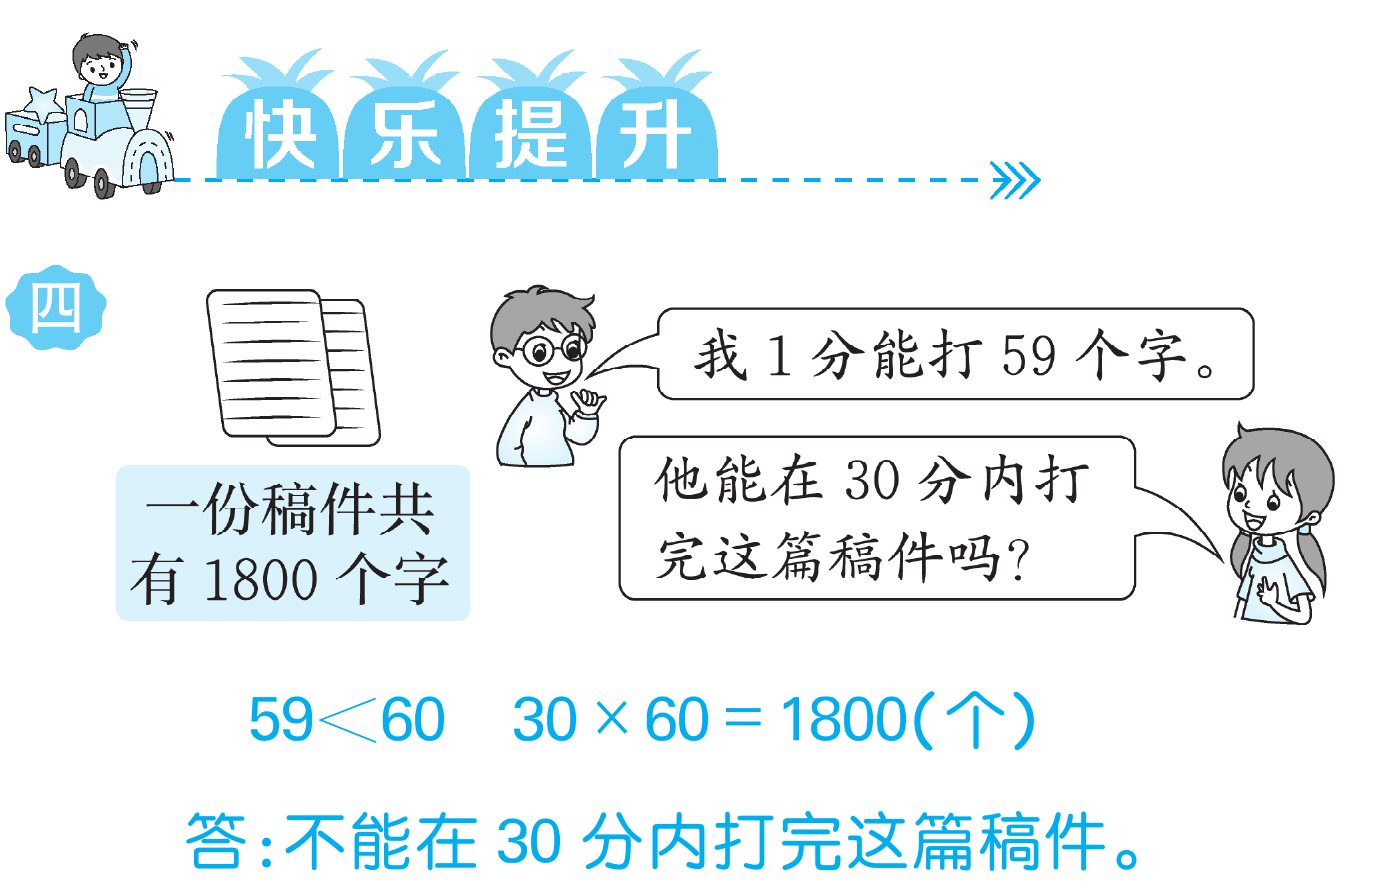 快乐提升
四
我1分能打59个字。
他能在30分内打
完这篇稿件吗?
一份稿件共
有1800个字
59<60 30×60=1800(个)
答:不能在30分内打完这篇稿件。